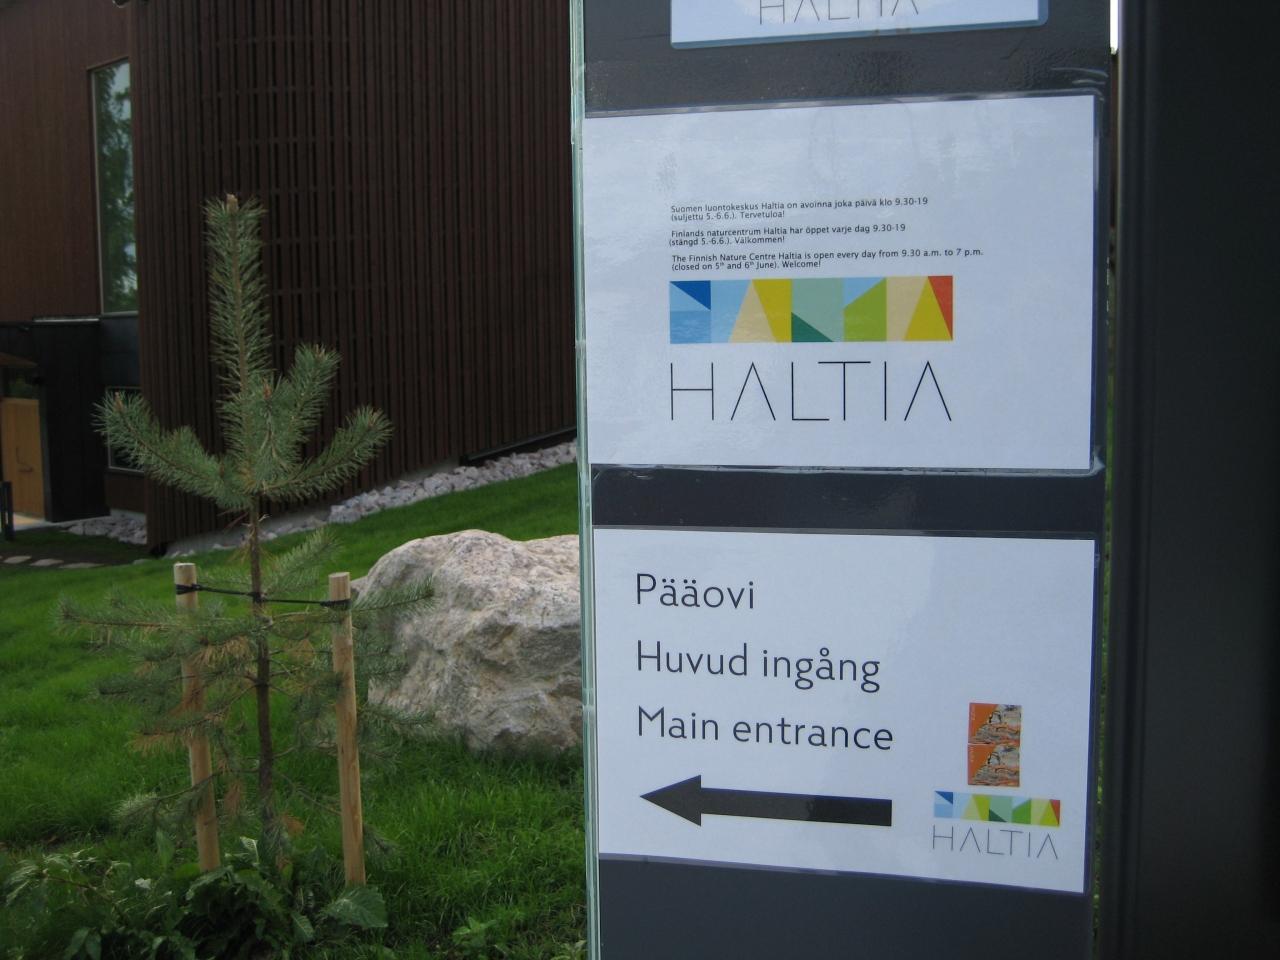 HALTIA
Suomen luontokeskus Haltia on avoinna joka päivä klo 9.30-19
(suljettu 5.-6.6.). Tervetuloa!
Finlands naturcentrum Haltia har öppet varje dag 9.30-19
(stängd 5.-6.6.). Välkommen!
The Finnish Nature Centre Haltia is open every day from 9.30 a.m. to 7 p.m.
(closed on 5th and 6th June). Welcome!
HALTIA
Pääovi
Huvud ingång
Main entrance
HALTIA